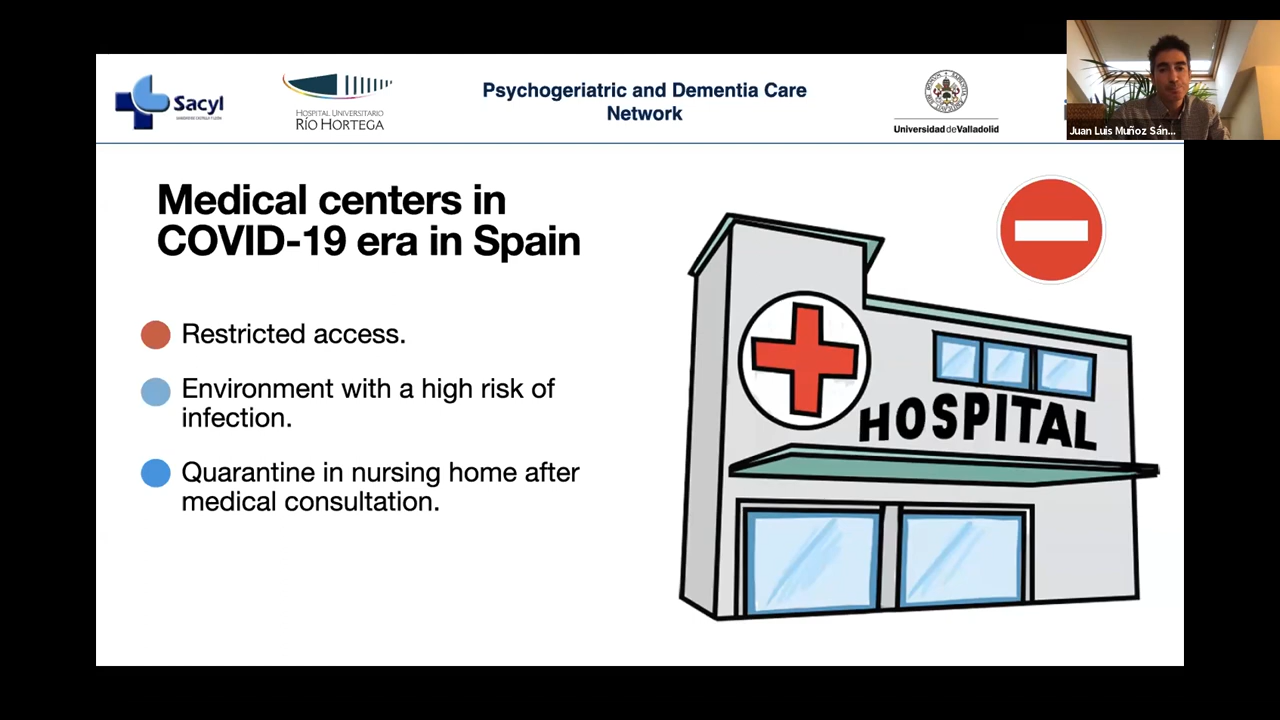 Sacyl
HOSPITAL UNIVERSITARIO
RÍO HORTEGA
Psychogeriatric and Dementia Care
Network
Universidad de Valladolid
Juan Luis Muñoz Sán...
Medical centers in
COVID-19 era in Spain
Restricted access.
Environment with a high risk of
infection.
Quarantine in nursing home after
medical consultation.
HOSPITAL